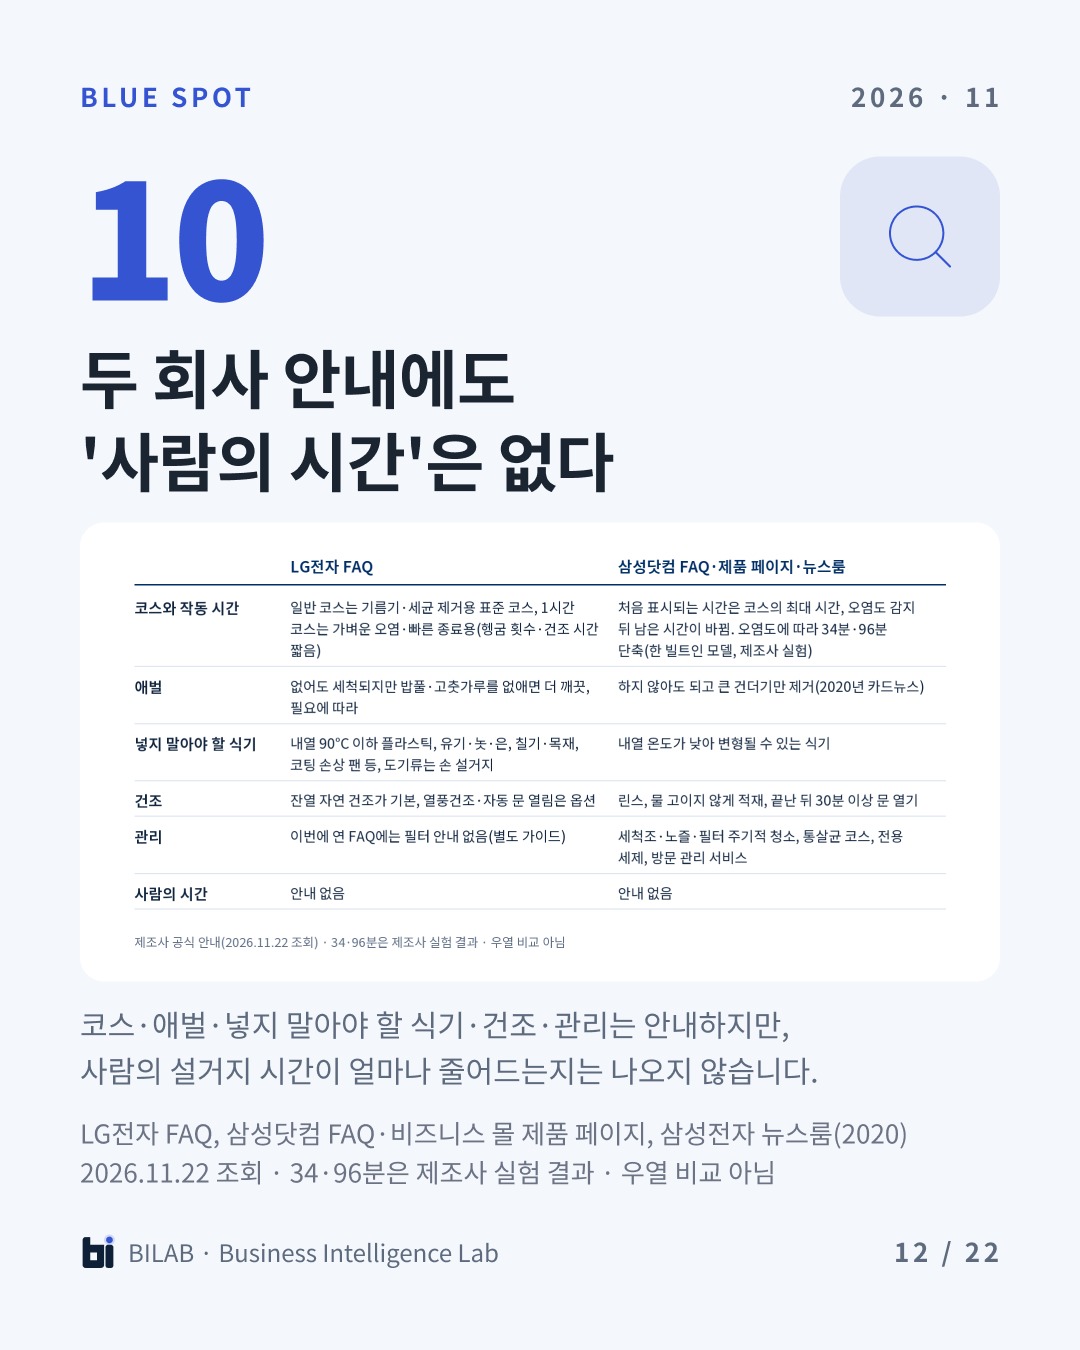 BLUE SPOT
2026 · 11
10
두 회사 안내에도
'사람의 시간'은 없다
LG전자 FAQ
삼성닷컴 FAQ·제품 페이지·뉴스룸
코스와 작동 시간
일반 코스는 기름기·세균 제거용 표준 코스, 1시간
코스는 가벼운 오염·빠른 종료용(헹굼 횟수·건조 시간
짧음)
처음 표시되는 시간은 코스의 최대 시간, 오염도 감지
뒤 남은 시간이 바뀜. 오염도에 따라 34분·96분
단축(한 빌트인 모델, 제조사 실험)
애벌
없어도 세척되지만 밥풀·고춧가루를 없애면 더 깨끗,
필요에 따라
하지 않아도 되고 큰 건더기만 제거(2020년 카드뉴스)
넣지 말아야 할 식기
내열 90℃ 이하 플라스틱, 유기·놋·은, 칠기·목재,
코팅 손상 팬 등, 도기류는 손 설거지
내열 온도가 낮아 변형될 수 있는 식기
건조
잔열 자연 건조가 기본, 열풍건조·자동 문 열림은 옵션
린스, 물 고이지 않게 적재, 끝난 뒤 30분 이상 문 열기
관리
이번에 연 FAQ에는 필터 안내 없음(별도 가이드)
세척조·노즐·필터 주기적 청소, 통살균 코스, 전용
세제, 방문 관리 서비스
사람의 시간
안내 없음
안내 없음
제조사 공식 안내(2026.11.22 조회) · 34·96분은 제조사 실험 결과 · 우열 비교 아님
코스·애벌·넣지 말아야 할 식기·건조·관리는 안내하지만,
사람의 설거지 시간이 얼마나 줄어드는지는 나오지 않습니다.
LG전자 FAQ, 삼성닷컴 FAQ·비즈니스 몰 제품 페이지, 삼성전자 뉴스룸(2020)
2026.11.22 조회 · 34·96분은 제조사 실험 결과 · 우열 비교 아님
bi BILAB · Business Intelligence Lab
12 / 22